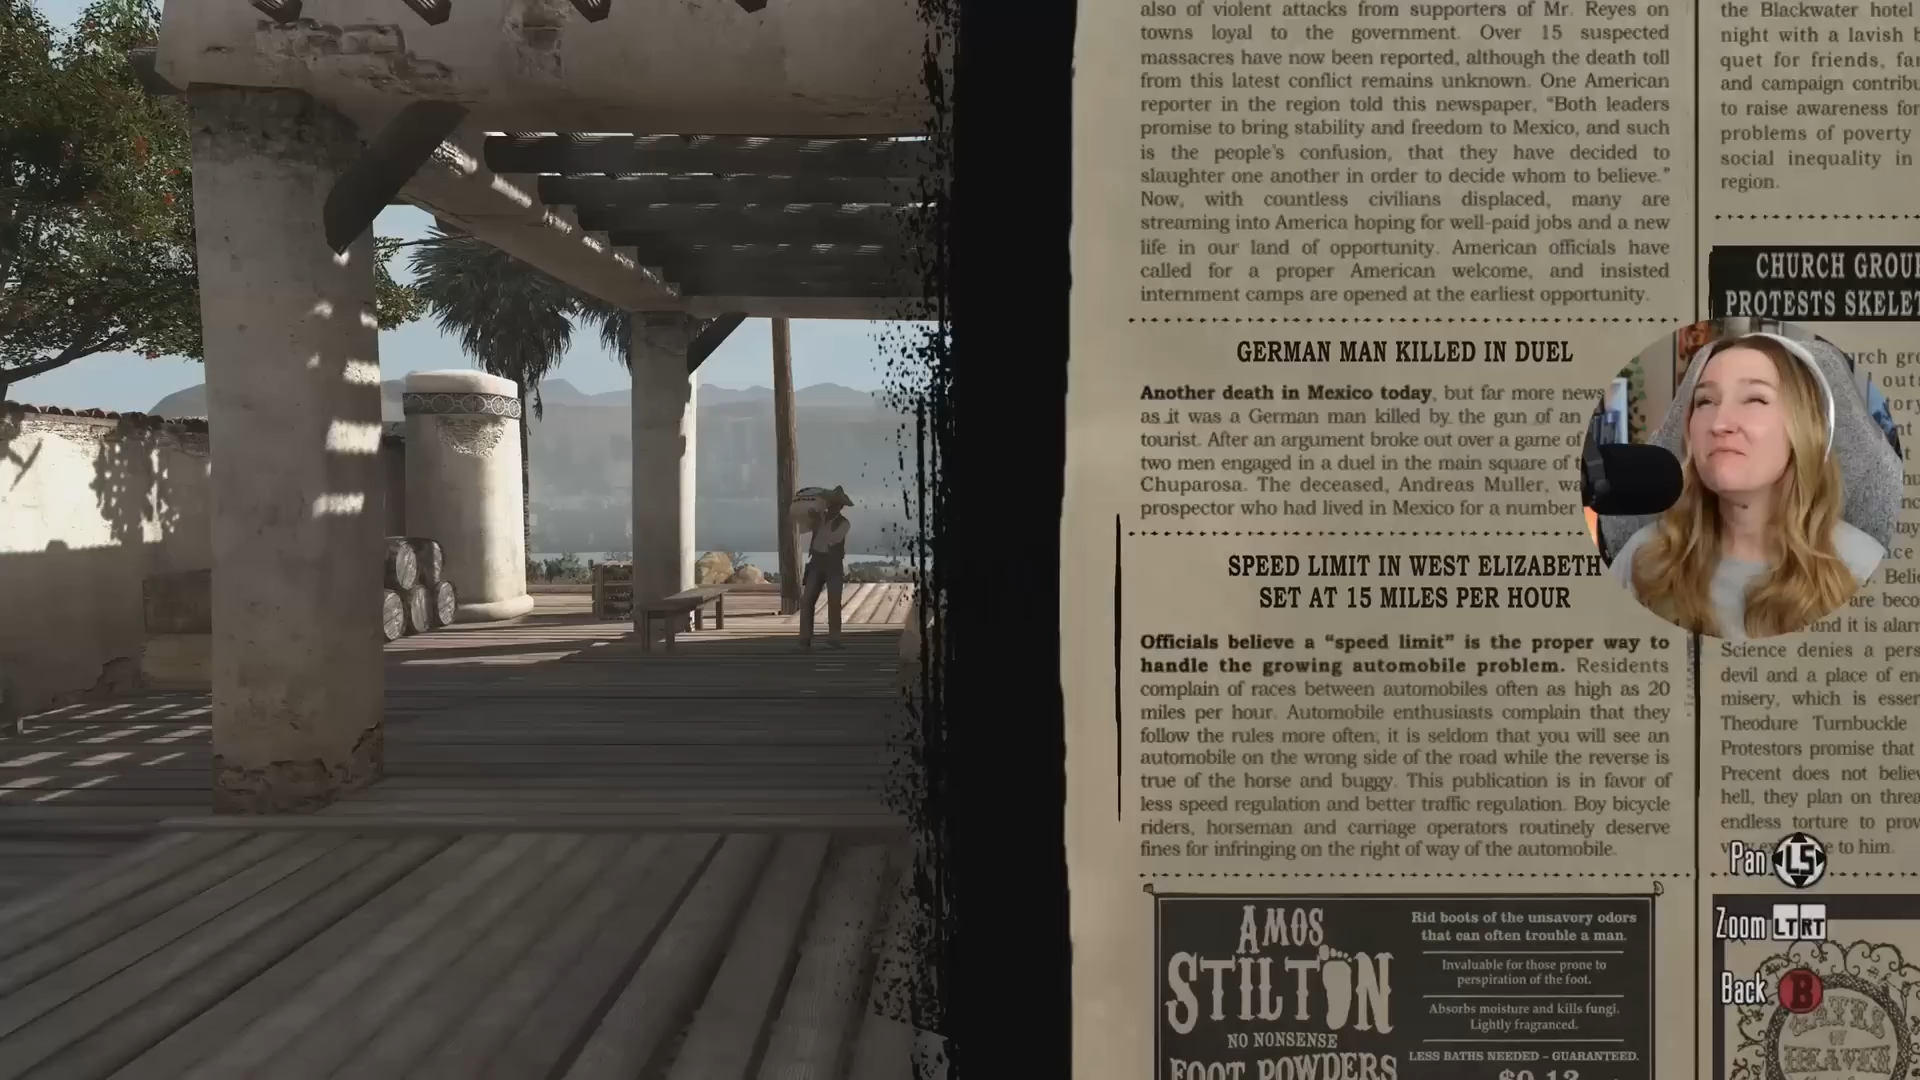 also of violent attacks from supporters of Mr. Reyes on
towns loyal to the government. Over 15 suspected
massacres have now been reported, although the death toll
from this latest conflict remains unknown. One American
reporter in the region told this newspaper, “Both leaders
promise to bring stability and freedom to Mexico, and such
is the people's confusion, that they have decided to
slaughter one another in order to decide whom to believe.”
Now, with countless civilians displaced, many are
streaming into America hoping for well-paid jobs and a new
life in our land of opportunity. American officials have
called for a proper American welcome, and insisted
internment camps are opened at the earliest opportunity.
GERMAN MAN KILLED IN DUEL
Another death in Mexico today, but far more news
as it was a German man killed by the gun of an
tourist. After an argument broke out over a game of
two men engaged in a duel in the main square of
Chuparosa. The deceased, Andreas Muller,
prospector who had lived in Mexico for a number
SPEED LIMIT IN WEST ELIZABETH
SET AT 15 MILES PER HOUR
Officials believe a “speed limit” is the proper way to
handle the growing automobile problem. Residents
complain of races between automobiles often as high as 20
miles per hour. Automobile enthusiasts complain that they
follow the rules more often; it is seldom that you will see an
automobile on the wrong side of the road while the reverse is
true of the horse and buggy. This publication is in favor of
less speed regulation and better traffic regulation. Boy bicycle
riders, horseman and carriage operators routinely deserve
fines for infringing on the right of way of the automobile.
AMOS
STILTON
NO NONSENSE
FOOT POWDERS
Rid boots of the unsavory odors
that can often trouble a man.
Invaluable for those prone to
perspiration of the foot.
Absorbs moisture and kills fungi.
Lightly fragranced.
LESS BATHS NEEDED – GUARANTEED.
the Blackwater hotel
night with a lavish
quet for friends,
and campaign
to raise awareness for
problems of poverty
social inequality in
region.
CHURCH GROUP
PROTESTS
and it is
Science denies a
devil and a place of
misery, which is
Theodure Turnbuckle
Protestors promise that
Precent does not
hell, they plan on
endless torture to
to him.
Pan LS
Zoom LT RT
Back B